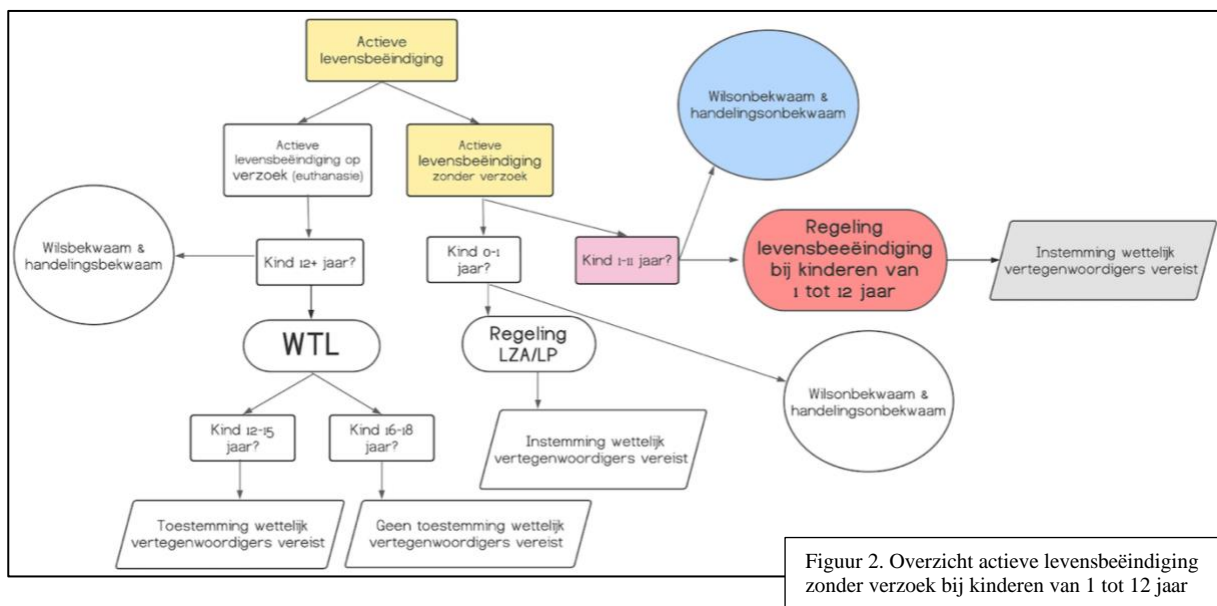 Actieve
levensbeëindiging
Actieve
levensbeëindiging op
verzoek (euthanasie)
Actieve
levensbeëindiging
zonder verzoek
Wilsonbekwaam &
handelingsonbekwaam
Wilsbekwaam &
handelingsbekwaam
Kind 12+ jaar?
Kind 0-1
jaar?
Kind 1-11 jaar?
Regeling
levensbeeëindiging
bij kinderen van
1 tot 12 jaar
Instemming wettelijk
vertegenwoordigers vereist
WTL
Regeling
LZA/LP
Wilsonbekwaam &
handelingsonbekwaam
Kind 12-15
jaar?
Kind 16-18
jaar?
Instemming wettelijk
vertegenwoordigers vereist
Toestemming wettelijk
vertegenwoordigers vereist
Geen toestemming wettelijk
vertegenwoordigers vereist
Figuur 2. Overzicht actieve levensbeëindiging
zonder verzoek bij kinderen van 1 tot 12 jaar